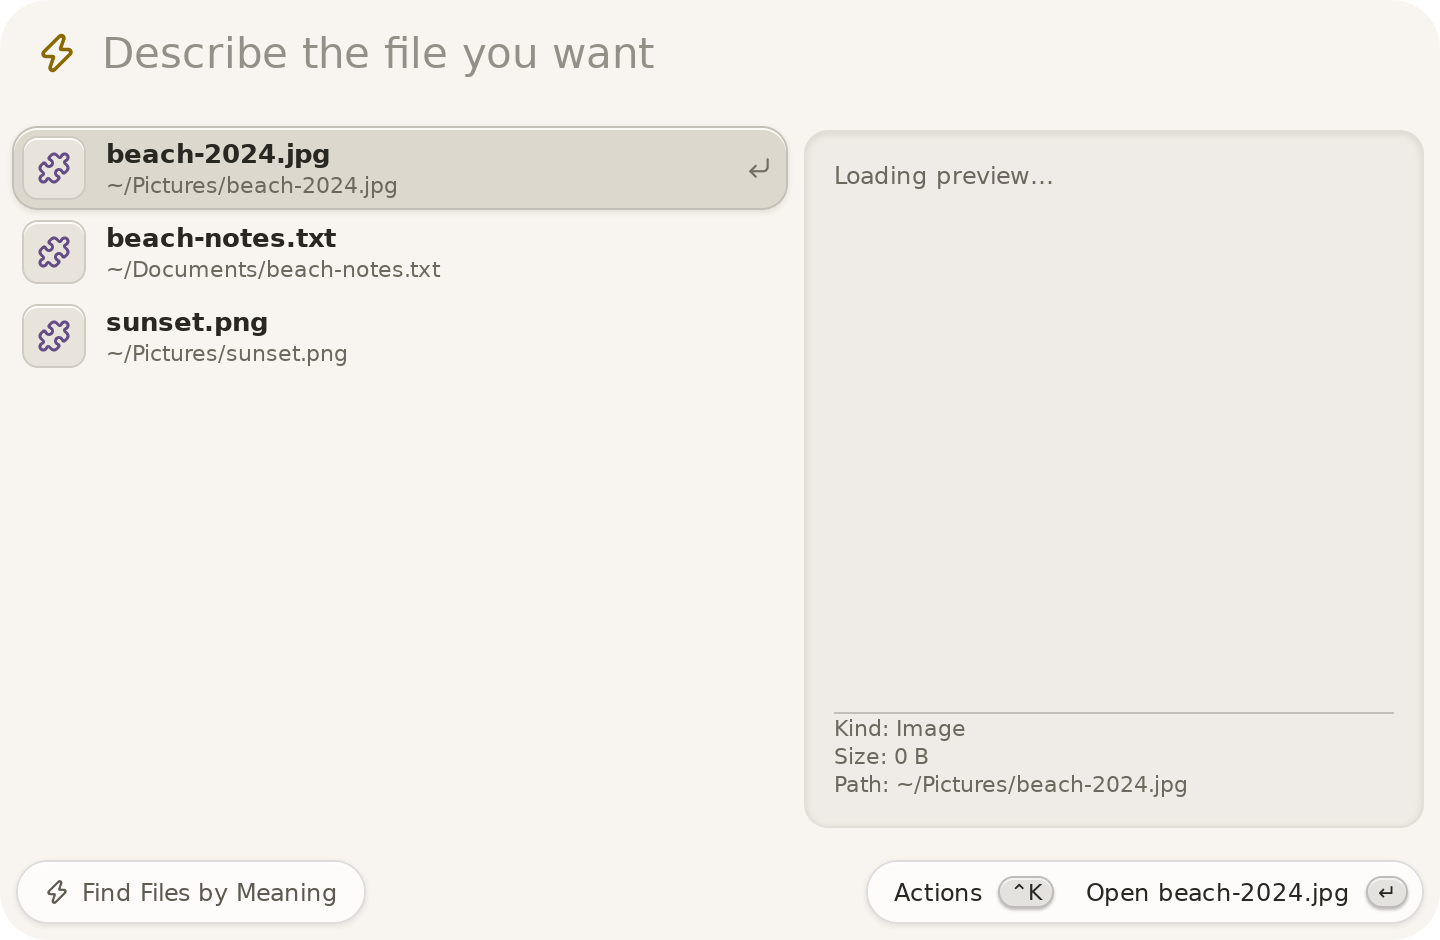 Describe the file you want
beach-2024.jpg
~/Pictures/beach-2024.jpg
beach-notes.txt
~/Documents/beach-notes.txt
sunset.png
~/Pictures/sunset.png
Loading preview…
Kind: Image
Size: 0 B
Path: ~/Pictures/beach-2024.jpg
Find Files by Meaning
Actions ^K Open beach-2024.jpg ↵